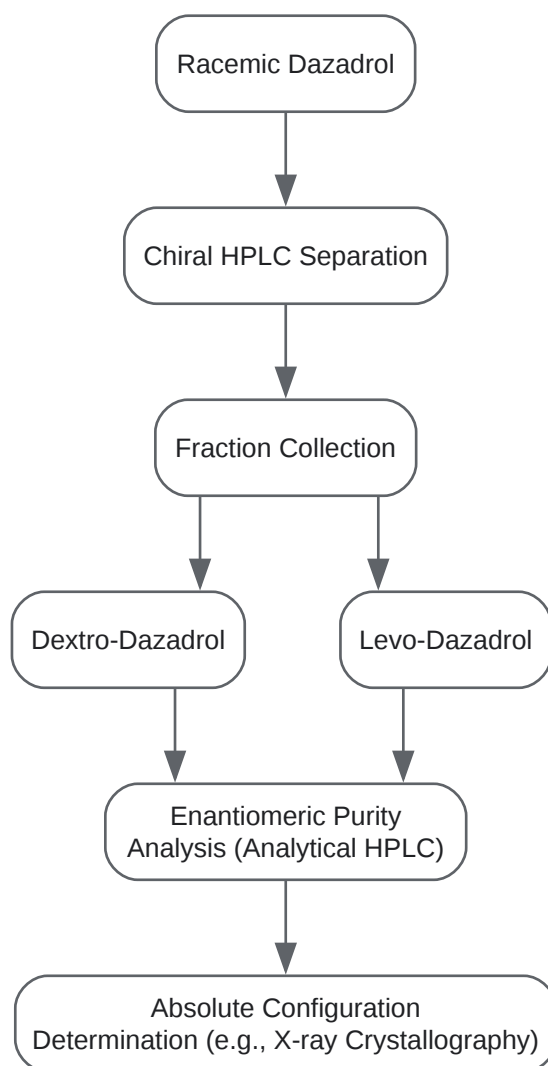 Racemic Dazadrol
Chiral HPLC Separation
Fraction Collection
Dextro-Dazadrol
Levo-Dazadrol
Enantiomeric Purity
Analysis (Analytical HPLC)
Absolute Configuration
Determination (e.g., X-ray Crystallography)